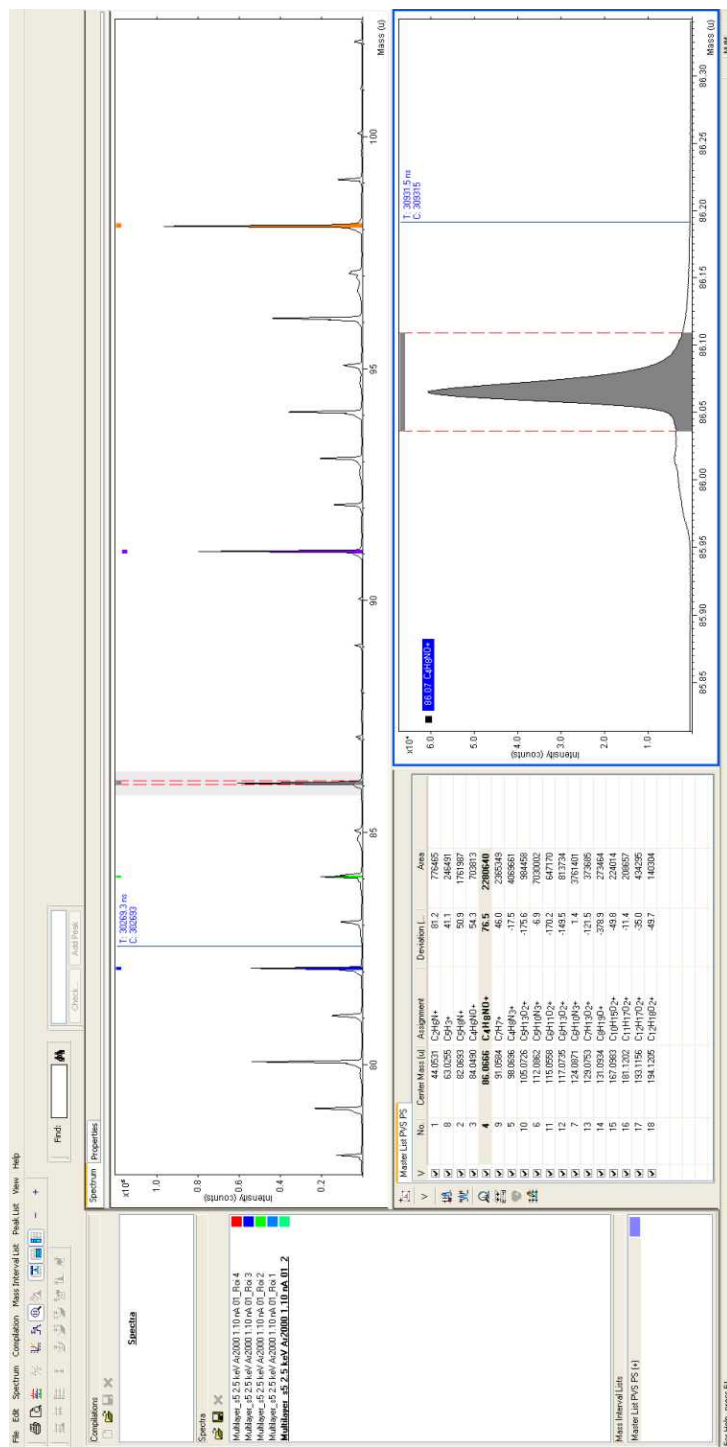 File Edit Spectrum Compilation Mass Interval List Peak List View Help
Find:
Check... Add Peak
Compilations
Spectra
Spectra
Multilayer_s5 2.5 keV Ar2000 1.10 nA 01_Roi 4
Multilayer_s5 2.5 keV Ar2000 1.10 nA 01_Roi 3
Multilayer_s5 2.5 keV Ar2000 1.10 nA 01_Roi 2
Multilayer_s5 2.5 keV Ar2000 1.10 nA 01_Roi 1
Multilayer_s5 2.5 keV Ar2000 1.10 nA 01_2
Mass Interval Lists
Master List PVS PS (+)
Spectrum Properties
x10⁵
1.0
0.8
0.6
0.4
0.2
Intensity (counts)
T: 30269.3 ns
C: 302693
80 85 90 95 100
Mass (u)
Master List PVS PS
V No. Center Mass (u) Assignment Deviation [... Area
1 44.0531 C2H6N+ 81.2 776465
8 63.0255 C5H3+ 41.1 246491
2 82.0693 C5H8N+ 50.9 1761987
3 84.0490 C4H6NO+ 54.3 703813
4 86.0666 C4H8NO+ 76.5 2280640
9 91.0584 C7H7+ 46.0 2365349
5 98.0696 C4H8N3+ -17.5 4069661
10 105.0726 C5H13O2+ -175.6 984458
6 112.0862 C5H10N3+ -6.9 7030002
11 115.0558 C6H11O2+ -170.2 647170
12 117.0735 C6H13O2+ -149.5 813734
7 124.0871 C6H10N3+ 1.4 3761401
13 129.0753 C7H13O2+ -121.5 373685
14 131.0934 C8H19O+ -378.9 273464
15 167.0983 C10H15O2+ -49.8 224014
16 181.1202 C11H17O2+ -11.4 208657
17 193.1156 C12H17O2+ -35.0 434295
18 194.1205 C12H18O2+ -49.7 140304
x10⁴
6.0
5.0
4.0
3.0
2.0
1.0
Intensity (counts)
86.07 C4H8NO+
T: 30931.5 ns
C: 309315
85.85 85.90 85.95 86.00 86.05 86.10 86.15 86.20 86.25 86.30
Mass (u)